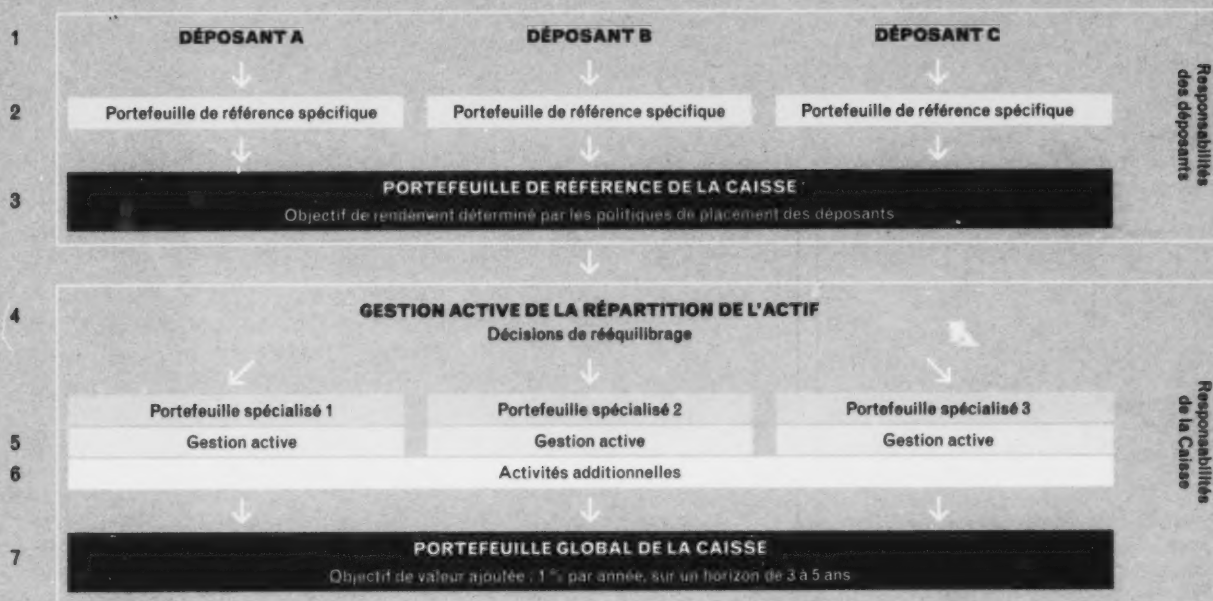 1 DÉPOSANT A DÉPOSANT B DÉPOSANT C
2 Portefeuille de référence spécifique Portefeuille de référence spécifique Portefeuille de référence spécifique
3 PORTEFEUILLE DE RÉFÉRENCE DE LA CAISSE
Objectif de rendement déterminé par les politiques de placement des déposants
Responsabilités
des déposants
4 GESTION ACTIVE DE LA RÉPARTITION DE L'ACTIF
Décisions de rééquilibrage
Portefeuille spécialisé 1 Portefeuille spécialisé 2 Portefeuille spécialisé 3
5 Gestion active Gestion active Gestion active
6 Activités additionnelles
7 PORTEFEUILLE GLOBAL DE LA CAISSE
Objectif de valeur ajoutée : 1 % par année, sur un horizon de 3 à 5 ans
Responsabilités
de la Caisse